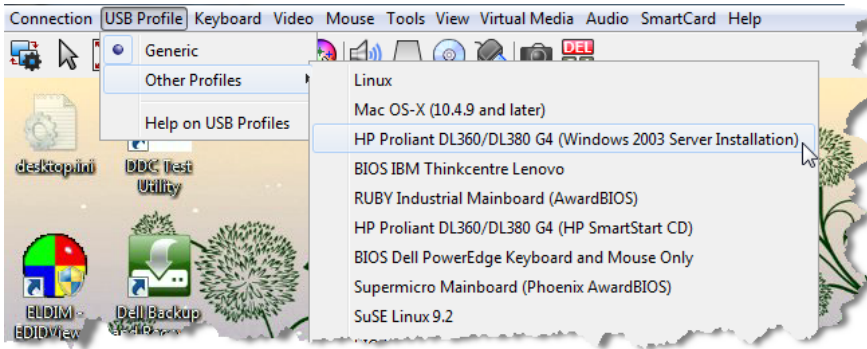 Connection USB Profile Keyboard Video Mouse Tools View Virtual Media Audio SmartCard Help
Generic
DEL
Other Profiles
Help on USB Profiles
Linux
Mac OS-X (10.4.9 and later)
HP Proliant DL360/DL380 G4 (Windows 2003 Server Installation)
BIOS IBM Thinkcentre Lenovo
RUBY Industrial Mainboard (AwardBIOS)
HP Proliant DL360/DL380 G4 (HP SmartStart CD)
BIOS Dell PowerEdge Keyboard and Mouse Only
Supermicro Mainboard (Phoenix AwardBIOS)
SuSE Linux 9.2
desktop.ini
DDC Test
Utility
ELDIM -
EDIDView
Dell Backup
and